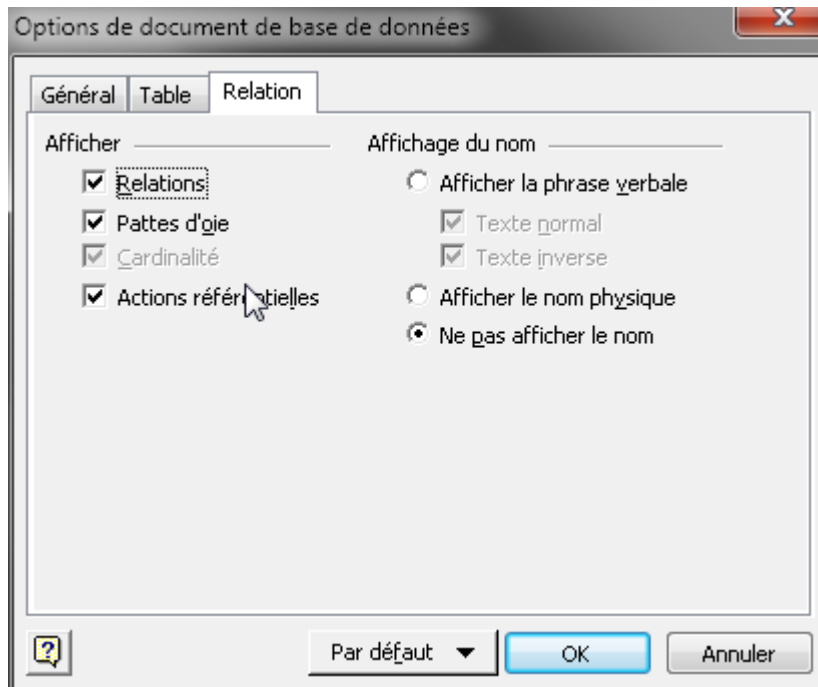 Options de document de base de données
Général Table Relation
Afficher
Relations
Pattes d'oie
Cardinalité
Actions référentielles
Affichage du nom
Afficher la phrase verbale
Texte normal
Texte inverse
Afficher le nom physique
Ne pas afficher le nom
Par défaut OK Annuler